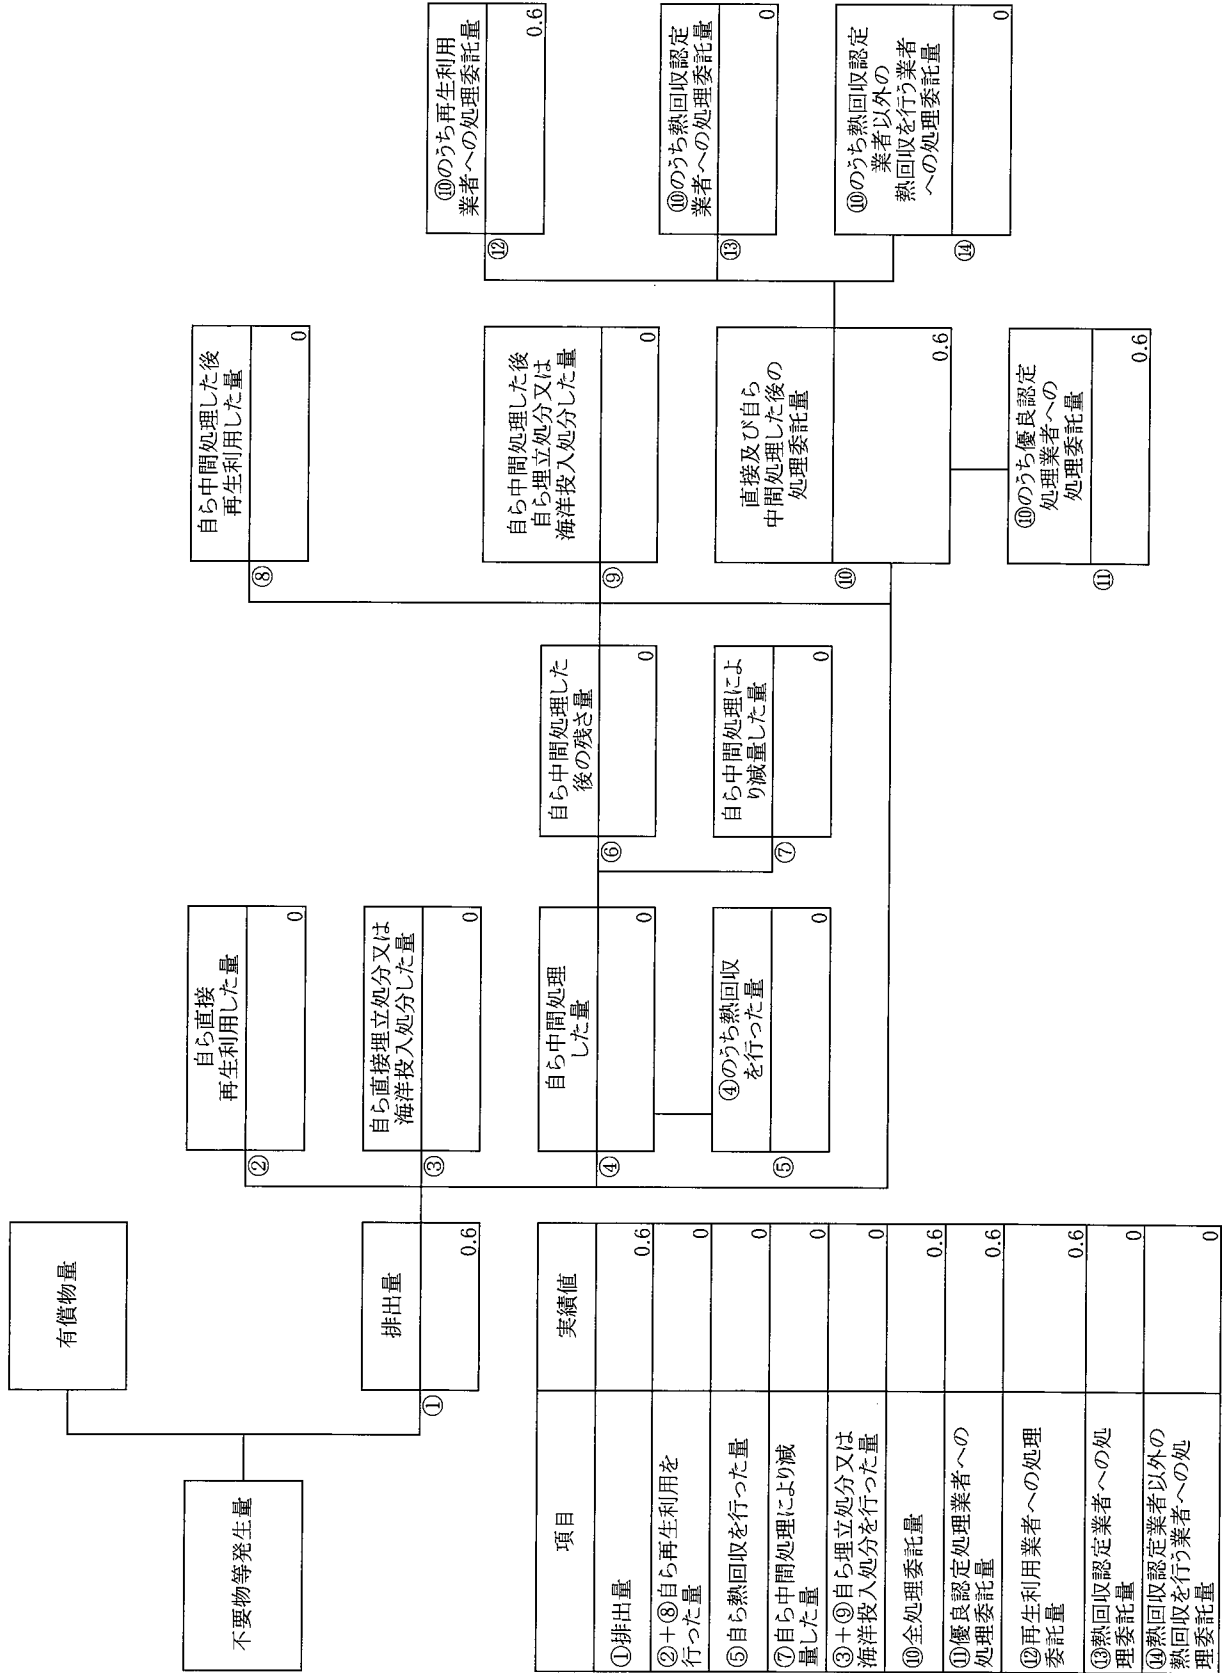 不要物等発生量
有償物量
排出量
①
0.6
自ら直接
再生利用した量
②
0
自ら直接埋立処分又は
海洋投入処分した量
③
0
自ら中間処理
した量
④
0
④のうち熱回収
を行った量
⑤
0
自ら中間処理した
後の残さ量
⑥
0
自ら中間処理によ
り減量した量
⑦
0
自ら中間処理した後
再生利用した量
⑧
0
自ら中間処理した後
自ら埋立処分又は
海洋投入処分した量
⑨
0
直接及び自ら
中間処理した後の
処理委託量
⑩
0.6
⑩のうち優良認定
処理業者への
処理委託量
⑪
0.6
⑩のうち再生利用
業者への処理委託量
⑫
0.6
⑩のうち熱回収認定
業者への処理委託量
⑬
0
⑩のうち熱回収認定
業者以外の
熱回収を行う業者
への処理委託量
⑭
0
項目 実績値
①排出量 0.6
②+⑧自ら再生利用を
行った量 0
⑤自ら熱回収を行った量 0
⑦自ら中間処理により減
量した量 0
③+⑨自ら埋立処分又は
海洋投入処分を行った量 0
⑩全処理委託量 0.6
⑪優良認定処理業者への
処理委託量 0.6
⑫再生利用業者への処理
委託量 0.6
⑬熱回収認定業者への処
理委託量 0
⑭熱回収認定業者以外の
熱回収を行う業者への処
理委託量 0